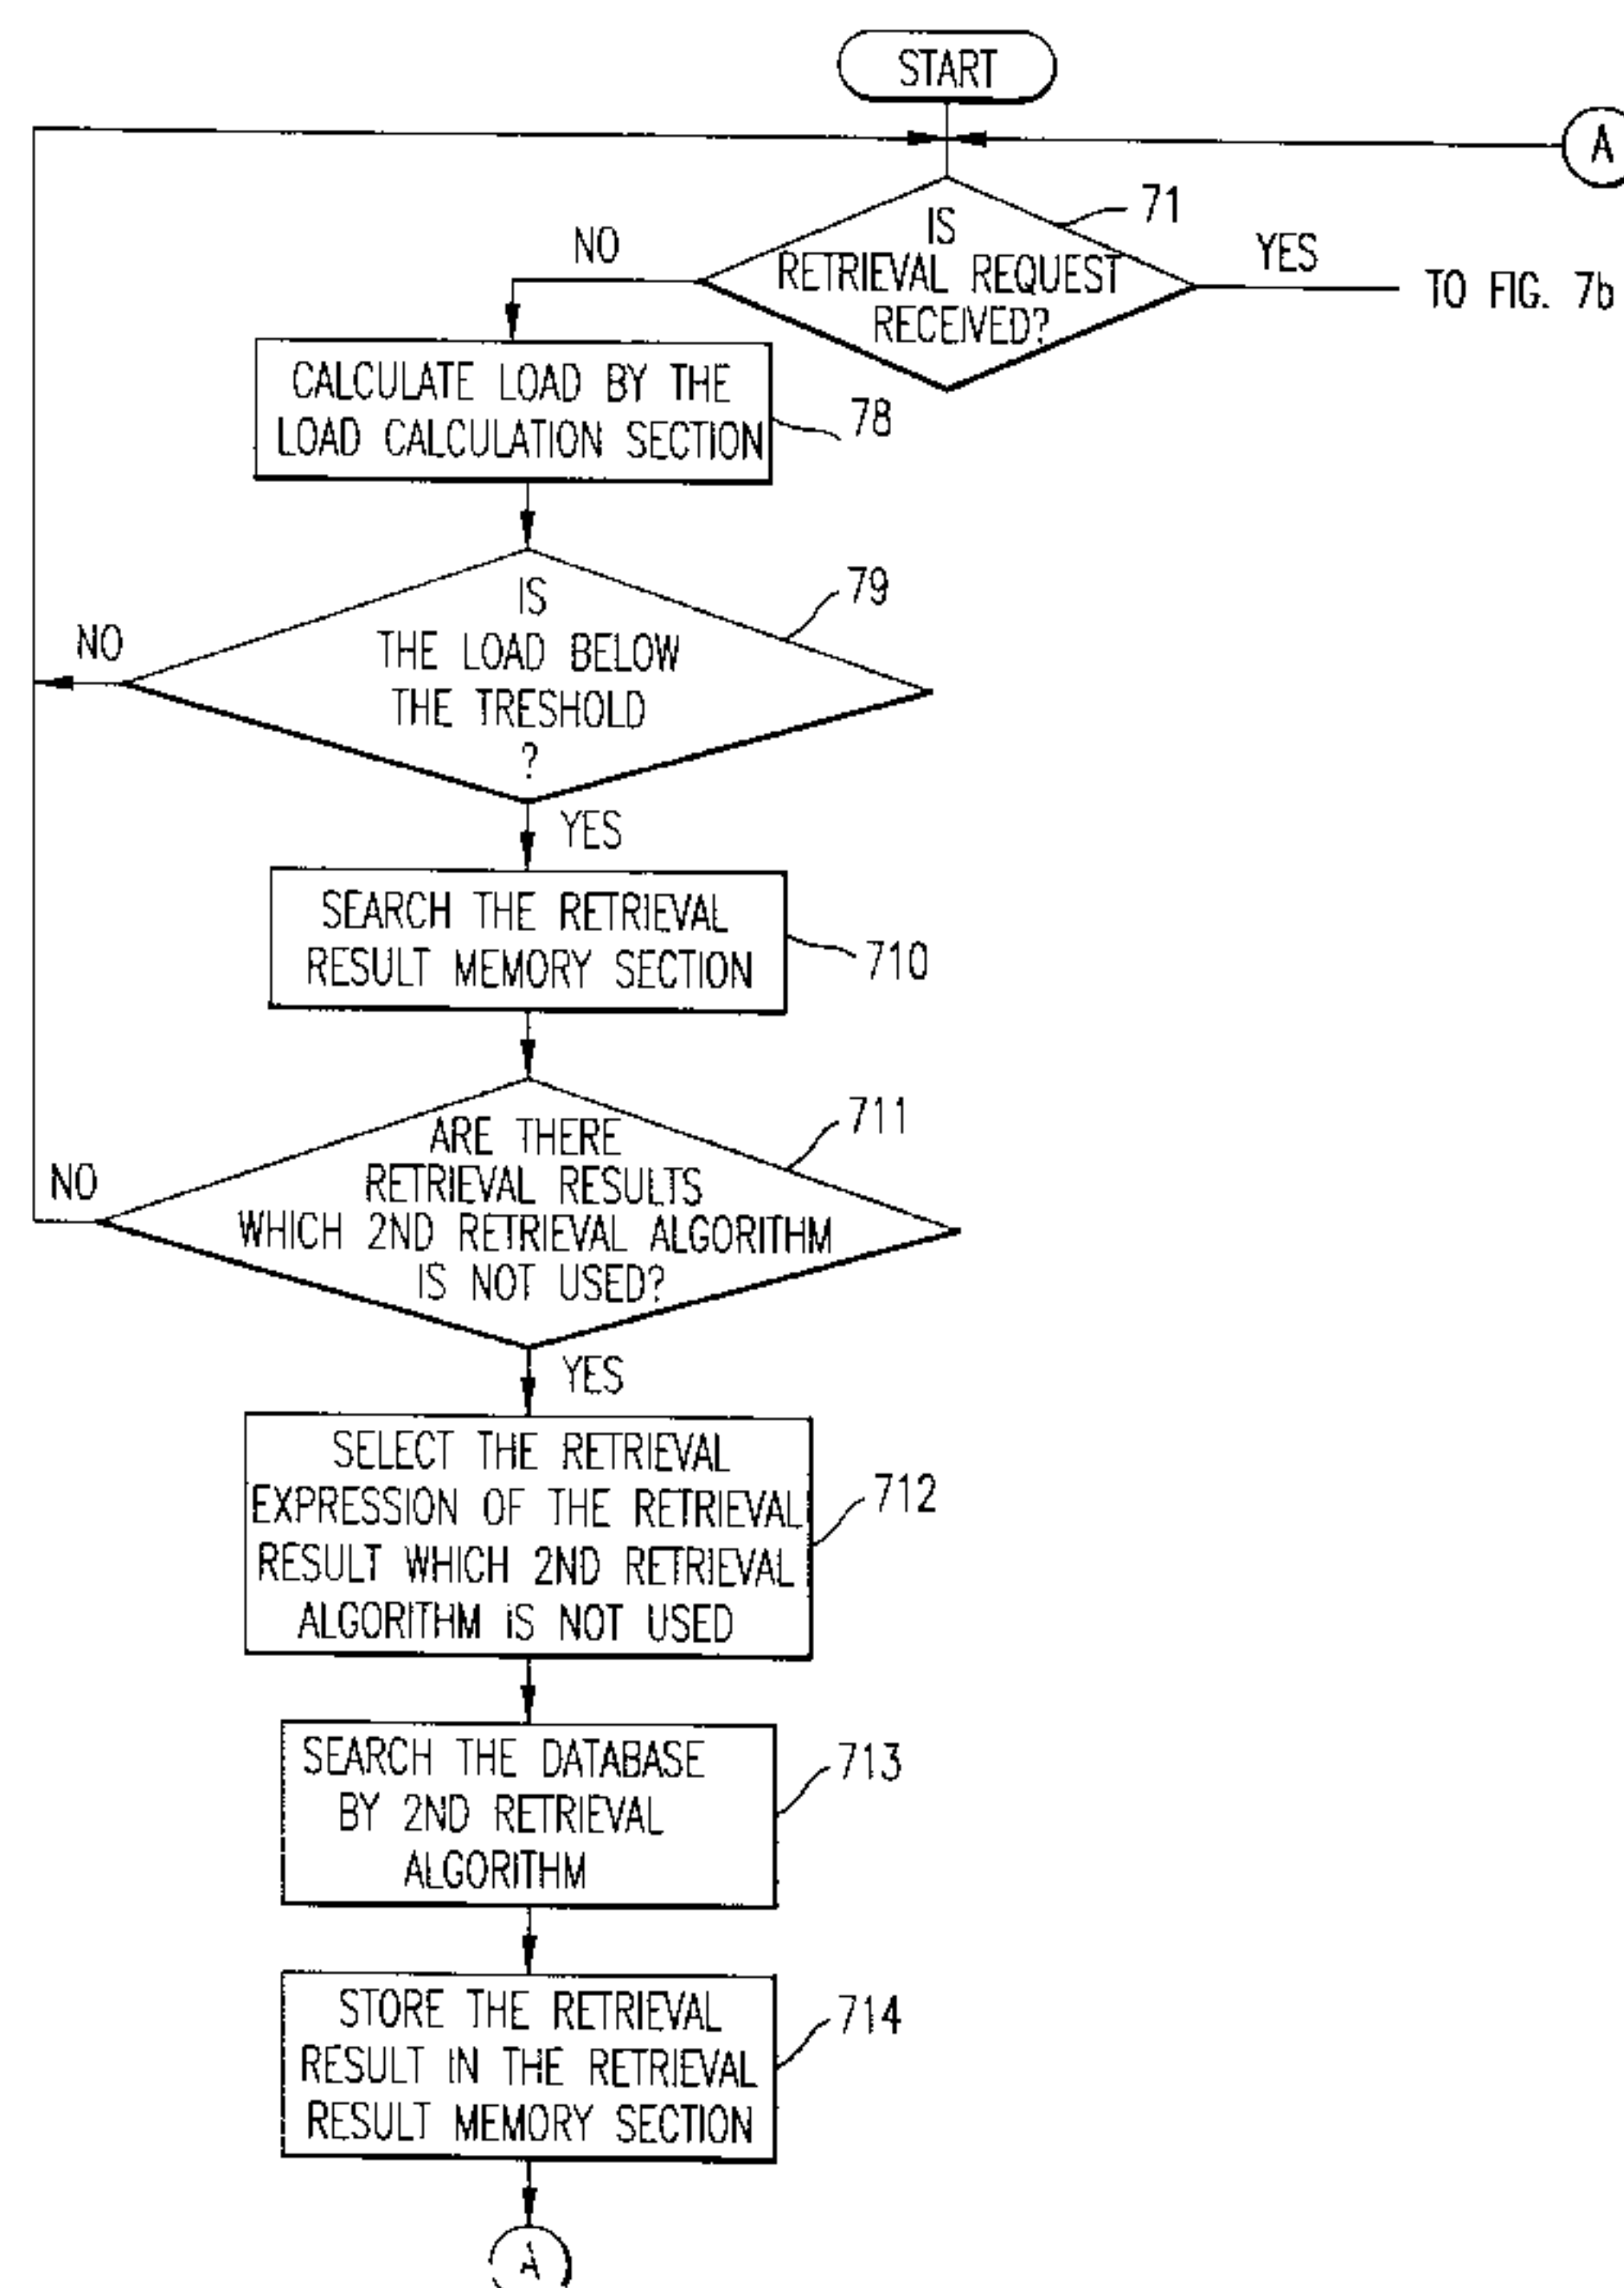 START
A
IS
RETRIEVAL REQUEST
RECEIVED?
71
NO
YES
TO FIG. 7b
CALCULATE LOAD BY THE
LOAD CALCULATION SECTION
78
IS
THE LOAD BELOW
THE TRESHOLD
?
79
NO
YES
SEARCH THE RETRIEVAL
RESULT MEMORY SECTION
710
ARE THERE
RETRIEVAL RESULTS
WHICH 2ND RETRIEVAL ALGORITHM
IS NOT USED?
711
NO
YES
SELECT THE RETRIEVAL
EXPRESSION OF THE RETRIEVAL
RESULT WHICH 2ND RETRIEVAL
ALGORITHM iS NOT USED
712
SEARCH THE DATABASE
BY 2ND RETRIEVAL
ALGORITHM
713
STORE THE RETRIEVAL
RESULT IN THE RETRIEVAL
RESULT MEMORY SECTION
714
A